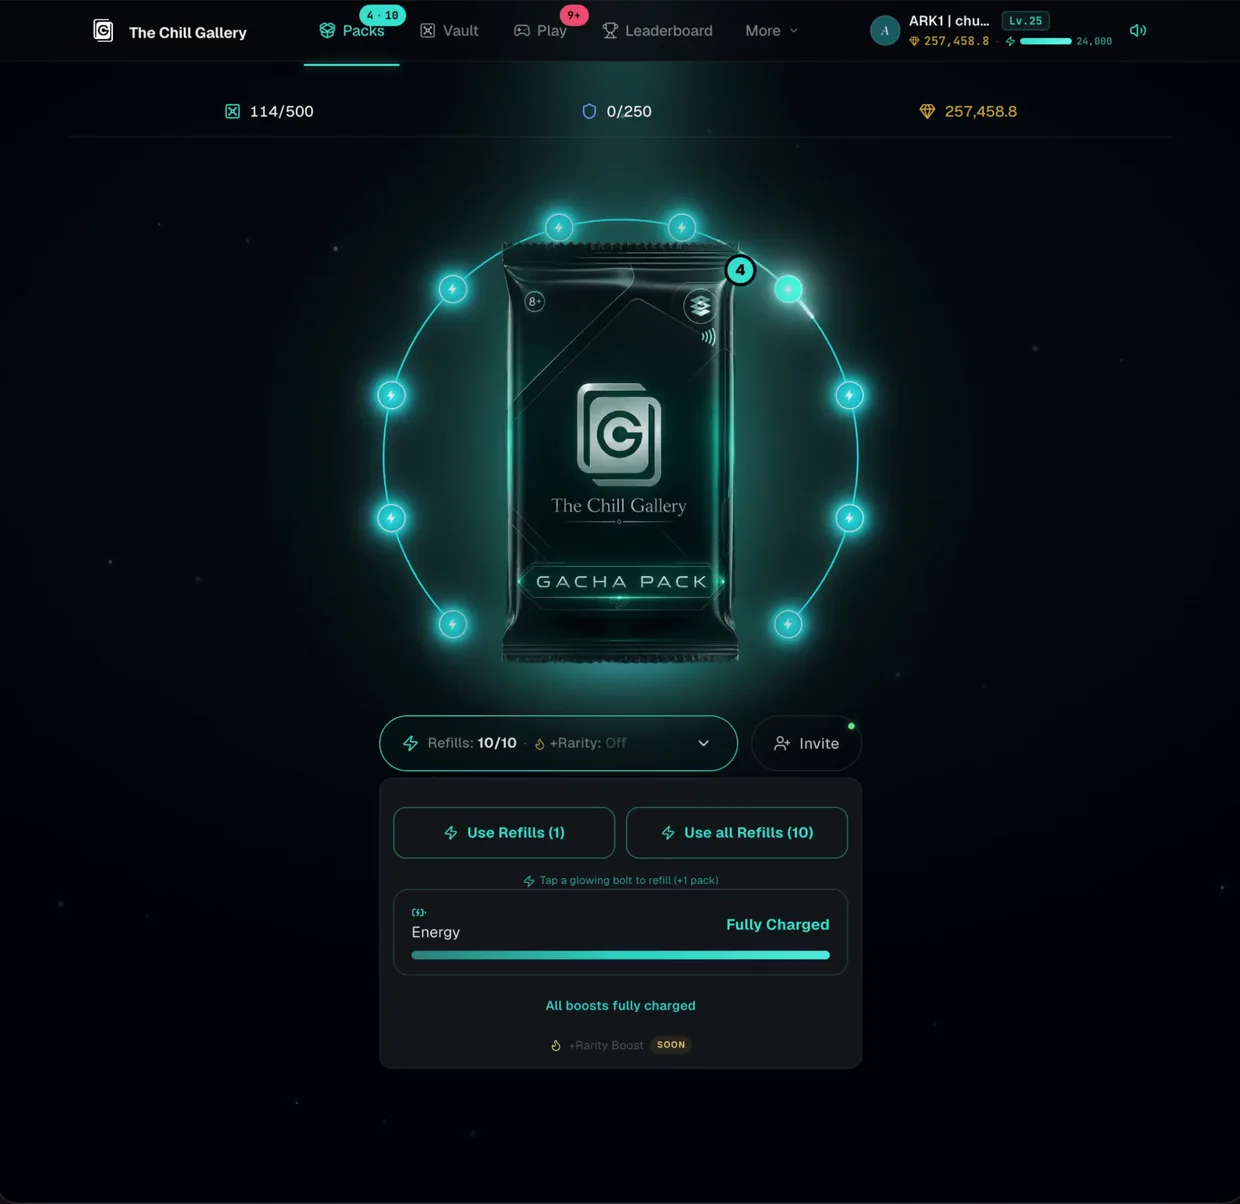 The Chill Gallery
4 · 10
Packs
Vault
9+
Play
Leaderboard
More
A
ARK1 | chu...
Lv.25
257,458.8 · 24,000
114/500
0/250
257,458.8
4
8+
The Chill Gallery
GACHA PACK
Refills: 10/10 · +Rarity: Off
Invite
Use Refills (1)
Use all Refills (10)
Tap a glowing bolt to refill (+1 pack)
Energy
Fully Charged
All boosts fully charged
+Rarity Boost SOON